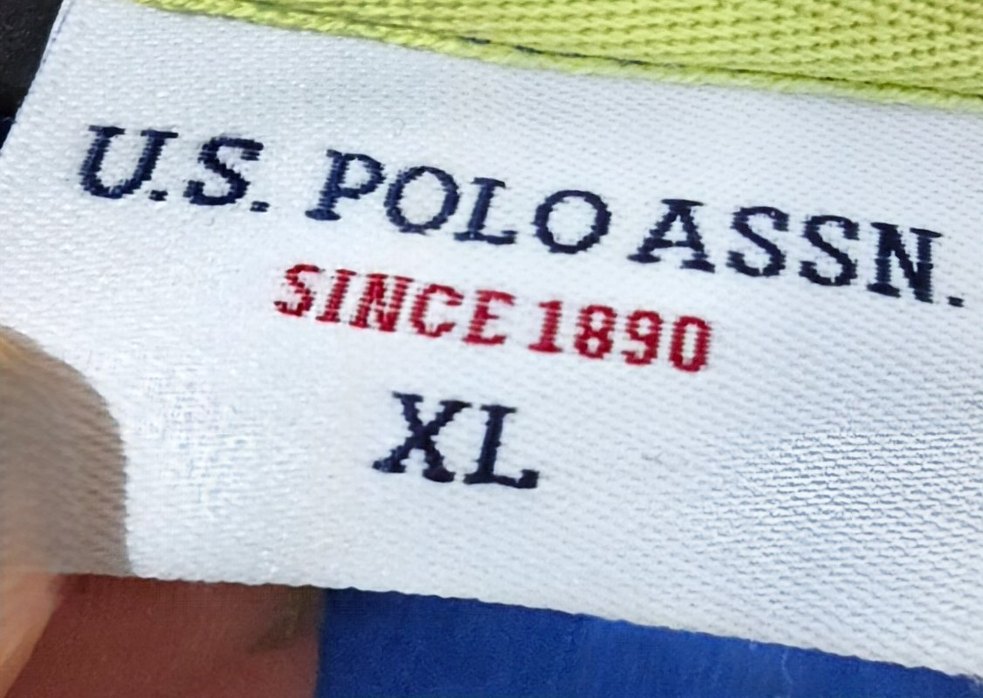 U.S. POLO ASSN.
SINCE 1890
XL